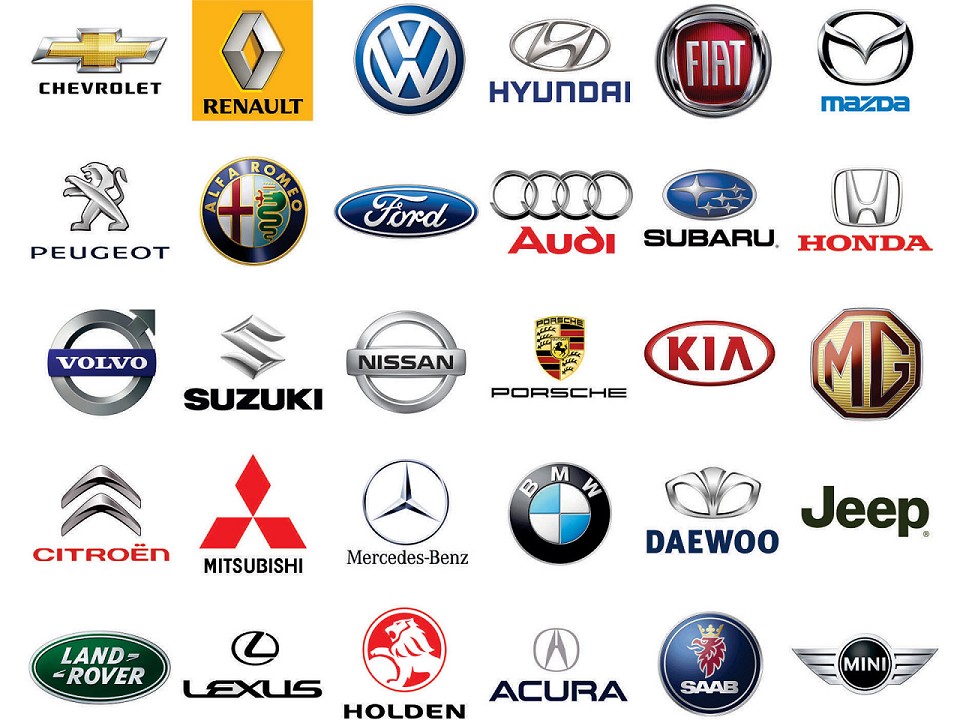 CHEVROLET
RENAULT
VW
HYUNDAI
FIAT
mazda
PEUGEOT
ALFA ROMEO
Ford
Audi
SUBARU
HONDA
VOLVO
SUZUKI
NISSAN
PORSCHE
PORSCHE
KIA
MG
CITROËN
MITSUBISHI
Mercedes-Benz
BMW
DAEWOO
Jeep®
LAND-
-ROVER
LEXUS
HOLDEN
ACURA
SAAB
MINI